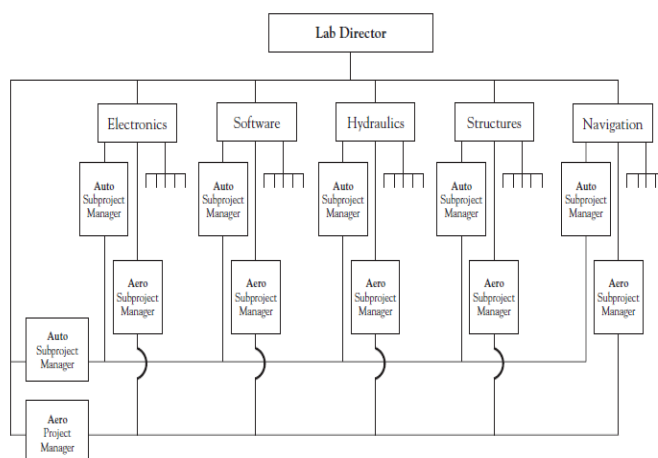 Lab Director
Electronics
Software
Hydraulics
Structures
Navigation
Auto
Subproject
Manager
Auto
Subproject
Manager
Auto
Subproject
Manager
Auto
Subproject
Manager
Auto
Subproject
Manager
Aero
Subproject
Manager
Aero
Subproject
Manager
Aero
Subproject
Manager
Aero
Subproject
Manager
Aero
Subproject
Manager
Auto
Subproject
Manager
Aero
Project
Manager